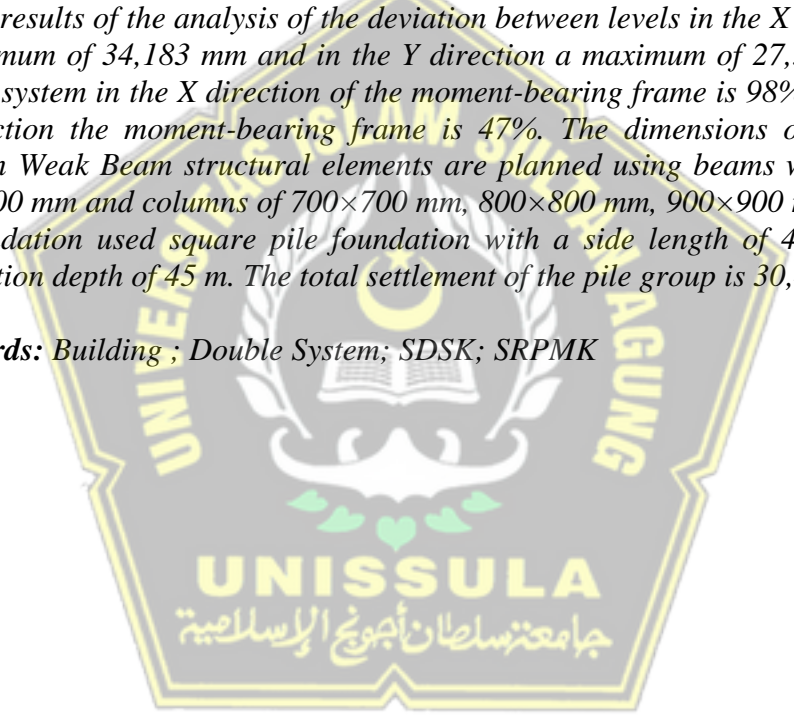 results of the analysis of the deviation between levels in the X
mum of 34,183 mm and in the Y direction a maximum of 27,
system in the X direction of the moment-bearing frame is 98%
ction the moment-bearing frame is 47%. The dimensions o
n Weak Beam structural elements are planned using beams w
00 mm and columns of 700×700 mm, 800×800 mm, 900×900
dation used square pile foundation with a side length of 4
tion depth of 45 m. The total settlement of the pile group is 30,
rds: Building ; Double System; SDSK; SRPMK
UNIVERSITAS ISLAM SULTAN AGUNG
UNISSULA
جامعتسلطان أجونج الإسلامية